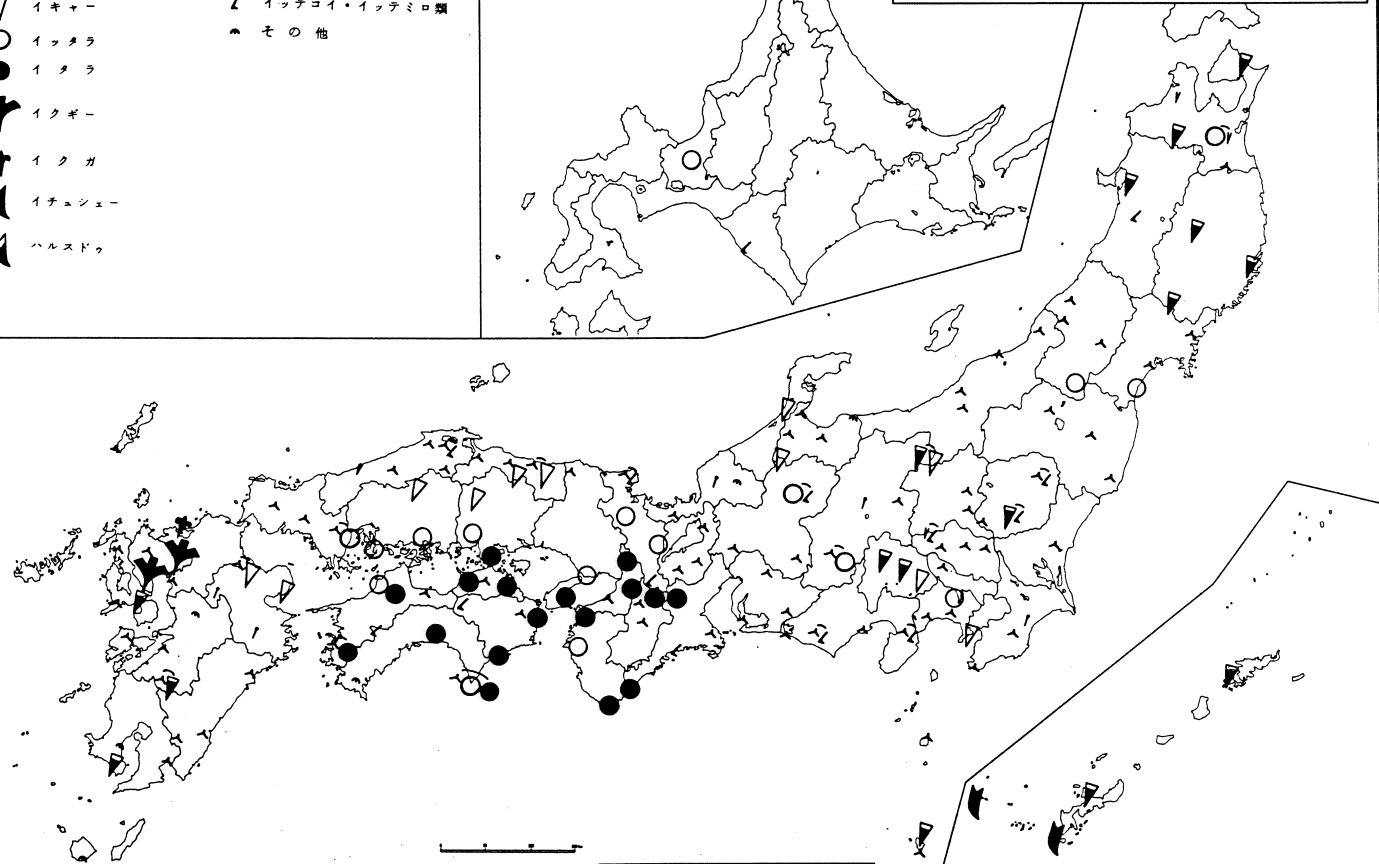 イキャー
イッタラ
イタラ
イクギー
イクガ
イチュシェー
ハルスドゥ
イッテコイ・イッテミロ類
その他